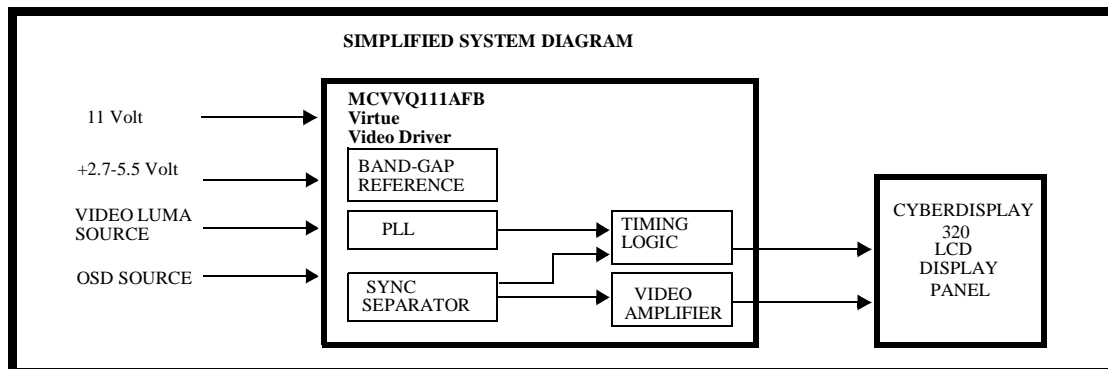 SIMPLIFIED SYSTEM DIAGRAM
MCVVQ111AFB
Virtue
Video Driver
11 Volt
+2.7-5.5 Volt
VIDEO LUMA
SOURCE
OSD SOURCE
BAND-GAP
REFERENCE
PLL
SYNC
SEPARATOR
TIMING
LOGIC
VIDEO
AMPLIFIER
CYBERDISPLAY
320
LCD
DISPLAY
PANEL